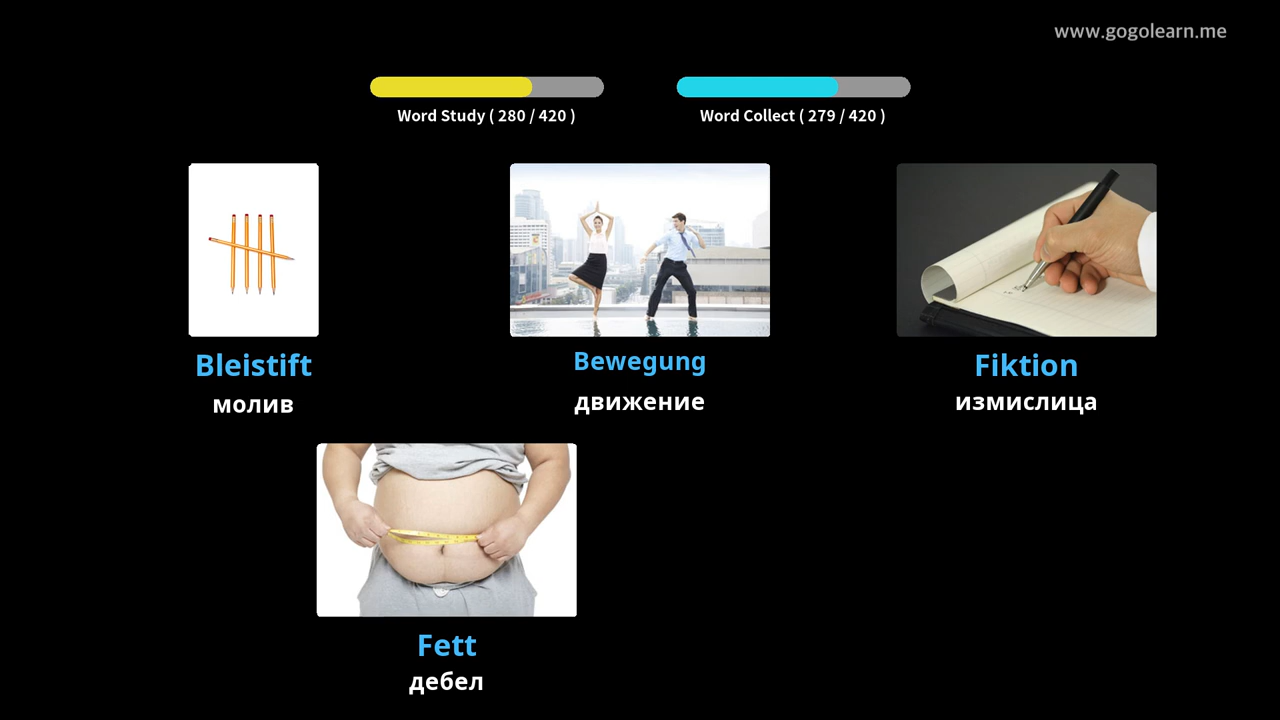 www.gogolearn.me
Word Study ( 280 / 420 )
Word Collect ( 279 / 420 )
Bleistift
молив
Bewegung
движение
Fiktion
измислица
Fett
дебел